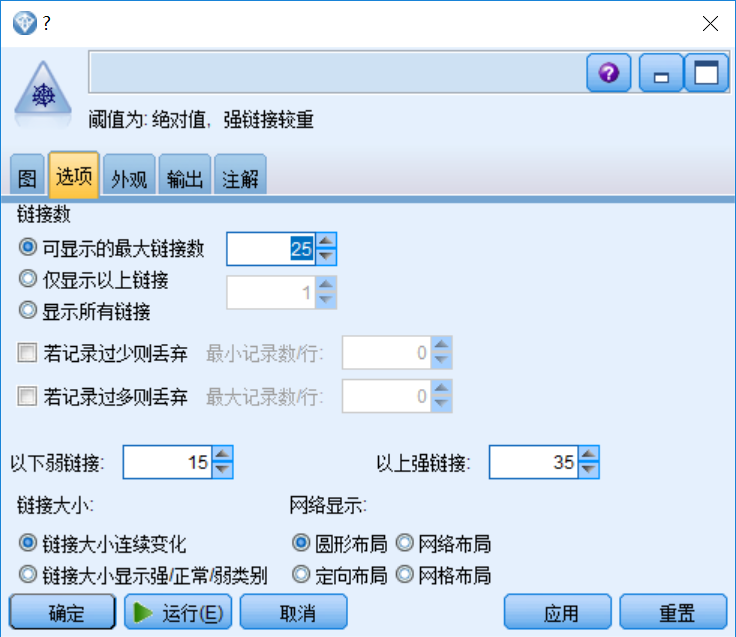 ?
?
阈值为: 绝对值，强链接较重
图 选项 外观 输出 注解
链接数
可显示的最大链接数 25
仅显示以上链接 1
显示所有链接
若记录过少则丢弃 最小记录数/行: 0
若记录过多则丢弃 最大记录数/行: 0
以下弱链接: 15 以上强链接: 35
链接大小: 网络显示:
链接大小连续变化 圆形布局 网络布局
链接大小显示强/正常/弱类别 定向布局 网格布局
确定 运行(E) 取消 应用 重置